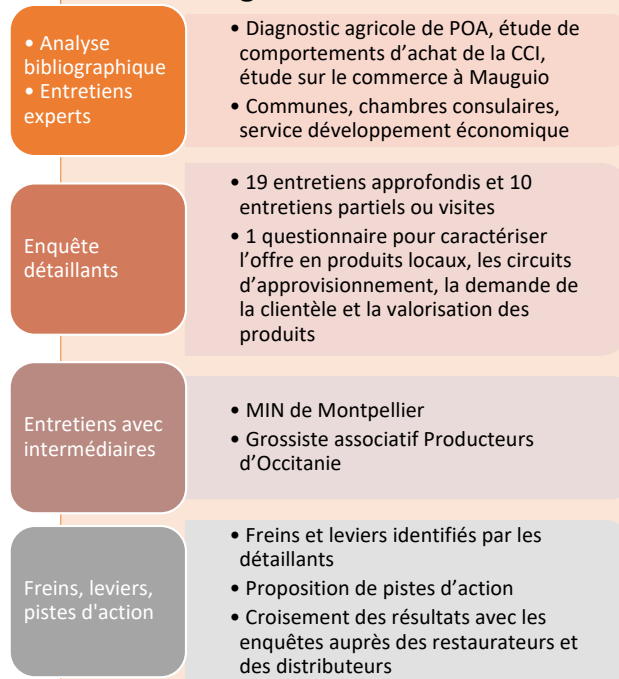 • Analyse
bibliographique
• Entretiens
experts
• Diagnostic agricole de POA, étude de
comportements d'achat de la CCI,
étude sur le commerce à Mauguio
• Communes, chambres consulaires,
service développement économique
Enquête
détaillants
• 19 entretiens approfondis et 10
entretiens partiels ou visites
• 1 questionnaire pour caractériser
l'offre en produits locaux, les circuits
d'approvisionnement, la demande de
la clientèle et la valorisation des
produits
Entretiens avec
intermédiaires
• MIN de Montpellier
• Grossiste associatif Producteurs
d'Occitanie
Freins, leviers,
pistes d'action
• Freins et leviers identifiés par les
détaillants
• Proposition de pistes d'action
• Croisement des résultats avec les
enquêtes auprès des restaurateurs et
des distributeurs